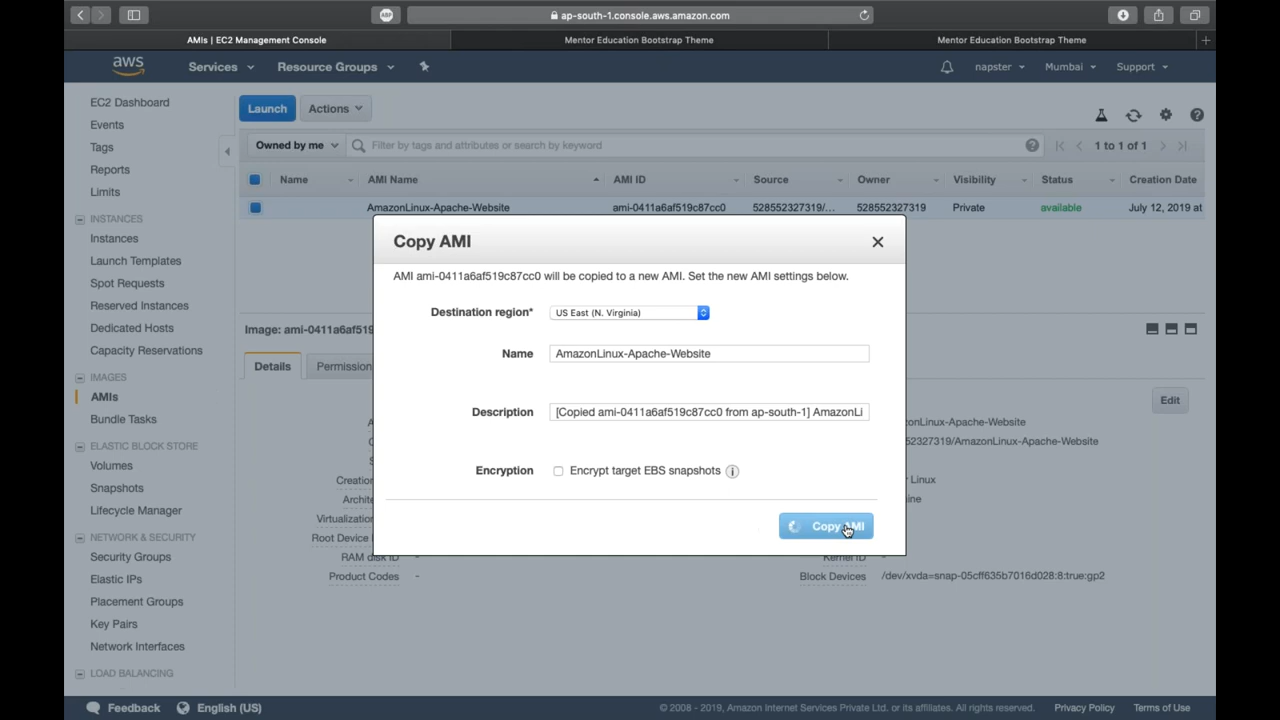 ABP
ap-south-1.console.aws.amazon.com
AMIs | EC2 Management Console
Mentor Education Bootstrap Theme
Mentor Education Bootstrap Theme
aws
Services
Resource Groups
napster
Mumbai
Support
EC2 Dashboard
Events
Tags
Reports
Limits
INSTANCES
Instances
Launch Templates
Spot Requests
Reserved Instances
Dedicated Hosts
Capacity Reservations
IMAGES
AMIs
Bundle Tasks
ELASTIC BLOCK STORE
Volumes
Snapshots
Lifecycle Manager
NETWORK & SECURITY
Security Groups
Elastic IPs
Placement Groups
Key Pairs
Network Interfaces
LOAD BALANCING
Launch
Actions
Owned by me
Filter by tags and attributes or search by keyword
1 to 1 of 1
Name AMI Name AMI ID Source Owner Visibility Status Creation Date
AmazonLinux-Apache-Website ami-0411a6af519c87cc0 528552327319/... 528552327319 Private available July 12, 2019 at
Copy AMI
AMI ami-0411a6af519c87cc0 will be copied to a new AMI. Set the new AMI settings below.
Destination region* US East (N. Virginia)
Name AmazonLinux-Apache-Website
Description [Copied ami-0411a6af519c87cc0 from ap-south-1] AmazonLi
Encryption Encrypt target EBS snapshots
Copy AMI
Image: ami-0411a6af519
Details
Permission
Edit
onLinux-Apache-Website
52327319/AmazonLinux-Apache-Website
Creation
Linux
Archite
ine
Virtualization
Root Device
RAM disk ID -
Kernel ID -
Product Codes -
Block Devices /dev/xvda=snap-05cff635b7016d028:8:true:gp2
Feedback
English (US)
© 2008 - 2019, Amazon Internet Services Private Ltd. or its affiliates. All rights reserved.
Privacy Policy
Terms of Use